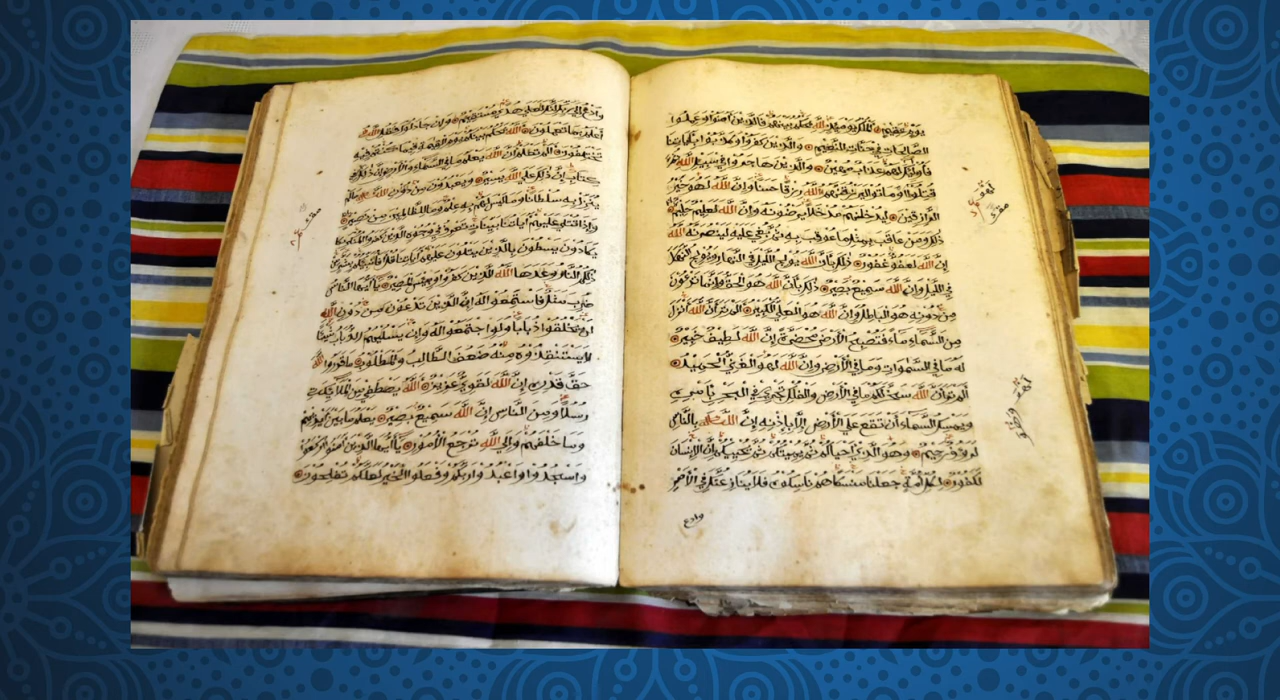 يوم عقيم الملك يومئذ لله يحكم بينهم فالذين آمنوا وعملوا
الصالحات في جنات النعيم والذين كفروا وكذبوا بآياتنا
فأولئك لهم عذاب مهين والذين هاجروا في سبيل الله ثم
قتلوا أو ماتوا ليرزقنهم الله رزقا حسنا وإن الله لهو خير
الرازقين ليدخلنهم مدخلا يرضونه وإن الله لعليم حليم
ذلك ومن عاقب بمثل ما عوقب به ثم بغي عليه لينصرنه الله
إن الله لعفو غفور ذلك بأن الله يولج الليل في النهار ويولج النهار
في الليل وأن الله سميع بصير ذلك بأن الله هو الحق وأن ما تدعون
من دونه هو الباطل وأن الله هو العلي الكبير ألم تر أن الله أنزل
من السماء ماء فتصبح الأرض مخضرة إن الله لطيف خبير
له ما في السموات وما في الأرض وإن الله لهو الغني الحميد
ألم تر أن الله سخر لكم ما في الأرض والفلك تجري في البحر بأمره
ويمسك السماء أن تقع على الأرض إلا بإذنه إن الله بالناس
لرؤف رحيم وهو الذي أحياكم ثم يميتكم ثم يحييكم إن الإنسان
لكفور لكل أمة جعلنا منسكا هم ناسكوه فلا ينازعنك في الأمر
وادع
وادع إلى ربك إنك لعلى هدى مستقيم وإن جادلوك فقل الله
أعلم بما تعملون الله يحكم بينكم يوم القيمة فيما كنتم فيه
تختلفون ألم تعلم أن الله يعلم ما في السماء والأرض إن ذلك في
كتاب إن ذلك على الله يسير ويعبدون من دون الله ما لم
ينزل به سلطانا وما ليس لهم به علم وما للظالمين من نصير
وإذا تتلى عليهم آياتنا بينات تعرف في وجوه الذين كفروا المنكر
يكادون يسطون بالذين يتلون عليهم آياتنا قل أفأنبئكم بشر من
ذلكم النار وعدها الله الذين كفروا وبئس المصير يا أيها الناس
ضرب مثل فاستمعوا له إن الذين تدعون من دون الله
لن يخلقوا ذبابا ولو اجتمعوا له وإن يسلبهم الذباب شيئا
لا يستنقذوه منه ضعف الطالب والمطلوب ما قدروا الله
حق قدره إن الله لقوي عزيز الله يصطفي من الملائكة
رسلا ومن الناس إن الله سميع بصير يعلم ما بين أيديهم
وما خلفهم وإلى الله ترجع الأمور يا أيها الذين آمنوا اركعوا
واسجدوا واعبدوا ربكم وافعلوا الخير لعلكم تفلحون